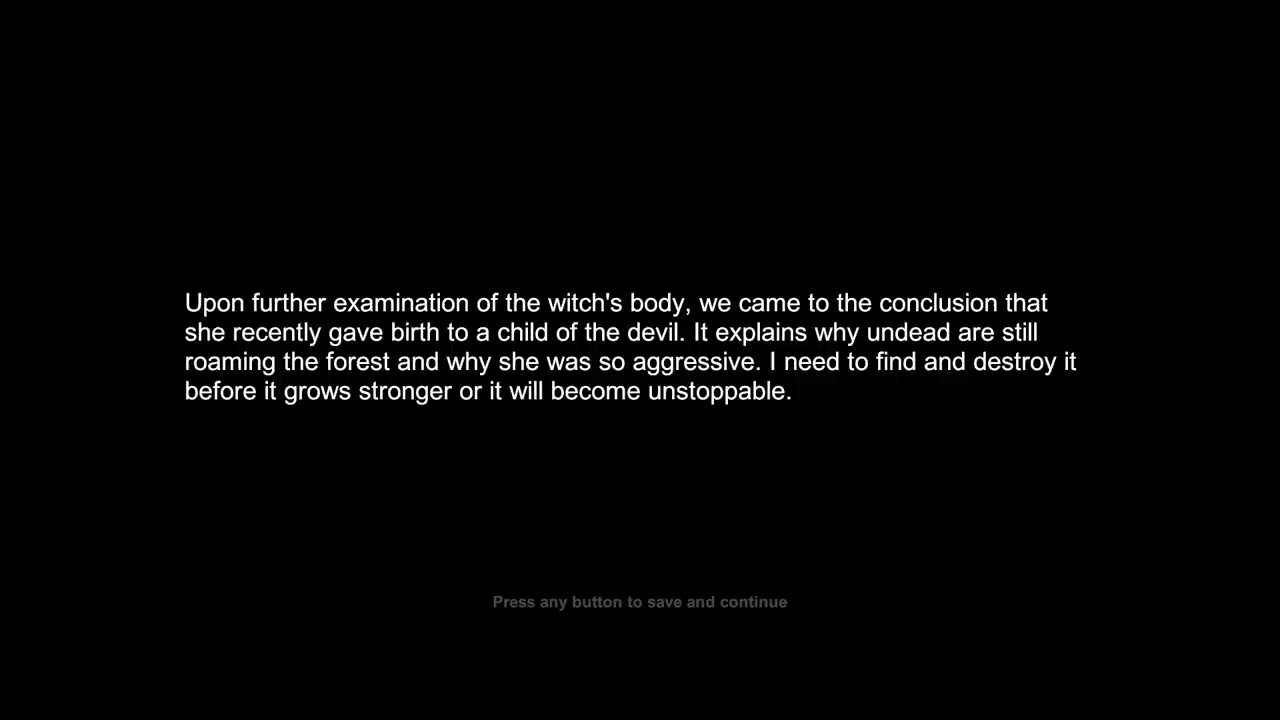 Upon further examination of the witch's body, we came to the conclusion that
she recently gave birth to a child of the devil. It explains why undead are still
roaming the forest and why she was so aggressive. I need to find and destroy it
before it grows stronger or it will become unstoppable.
Press any button to save and continue